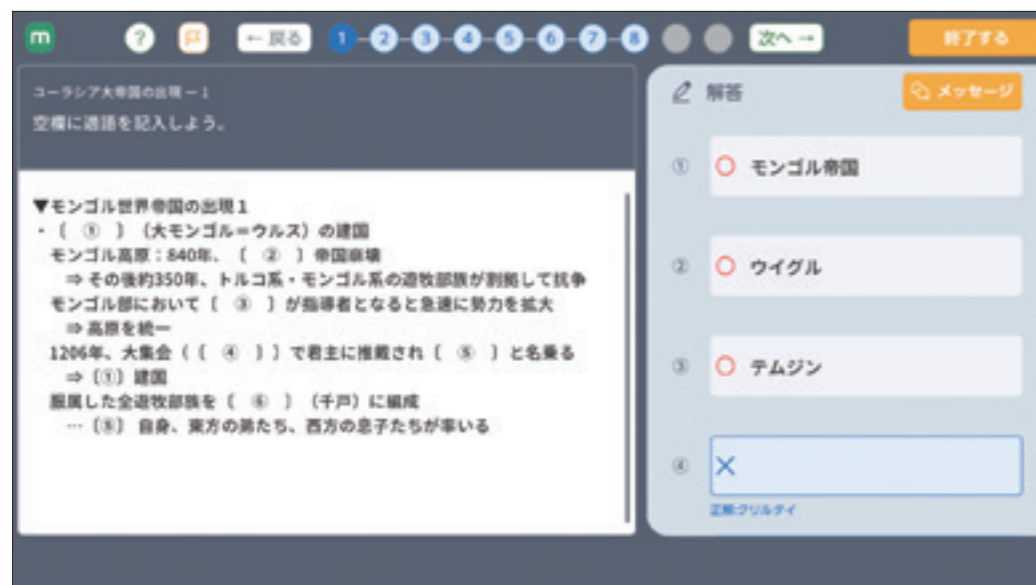 m
?
← 戻る
1
2
3
4
5
6
7
8
次へ →
終了する
ユーラシア大帝国の出現 － 1
空欄に適語を記入しよう。
▼モンゴル世界帝国の出現1
・〔 ① 〕（大モンゴル＝ウルス）の建国
モンゴル高原：840年、〔 ② 〕帝国崩壊
⇒ その後約350年、トルコ系・モンゴル系の遊牧部族が割拠して抗争
モンゴル部において〔 ③ 〕が指導者となると急速に勢力を拡大
⇒ 高原を統一
1206年、大集会（〔 ④ 〕）で君主に推戴され〔 ⑤ 〕と名乗る
⇒〔①〕建国
服属した全遊牧部族を〔 ⑥ 〕（千戸）に編成
…〔⑤〕自身、東方の弟たち、西方の息子たちが率いる
解答
メッセージ
① モンゴル帝国
② ウイグル
③ テムジン
④
正解:クリルタイ